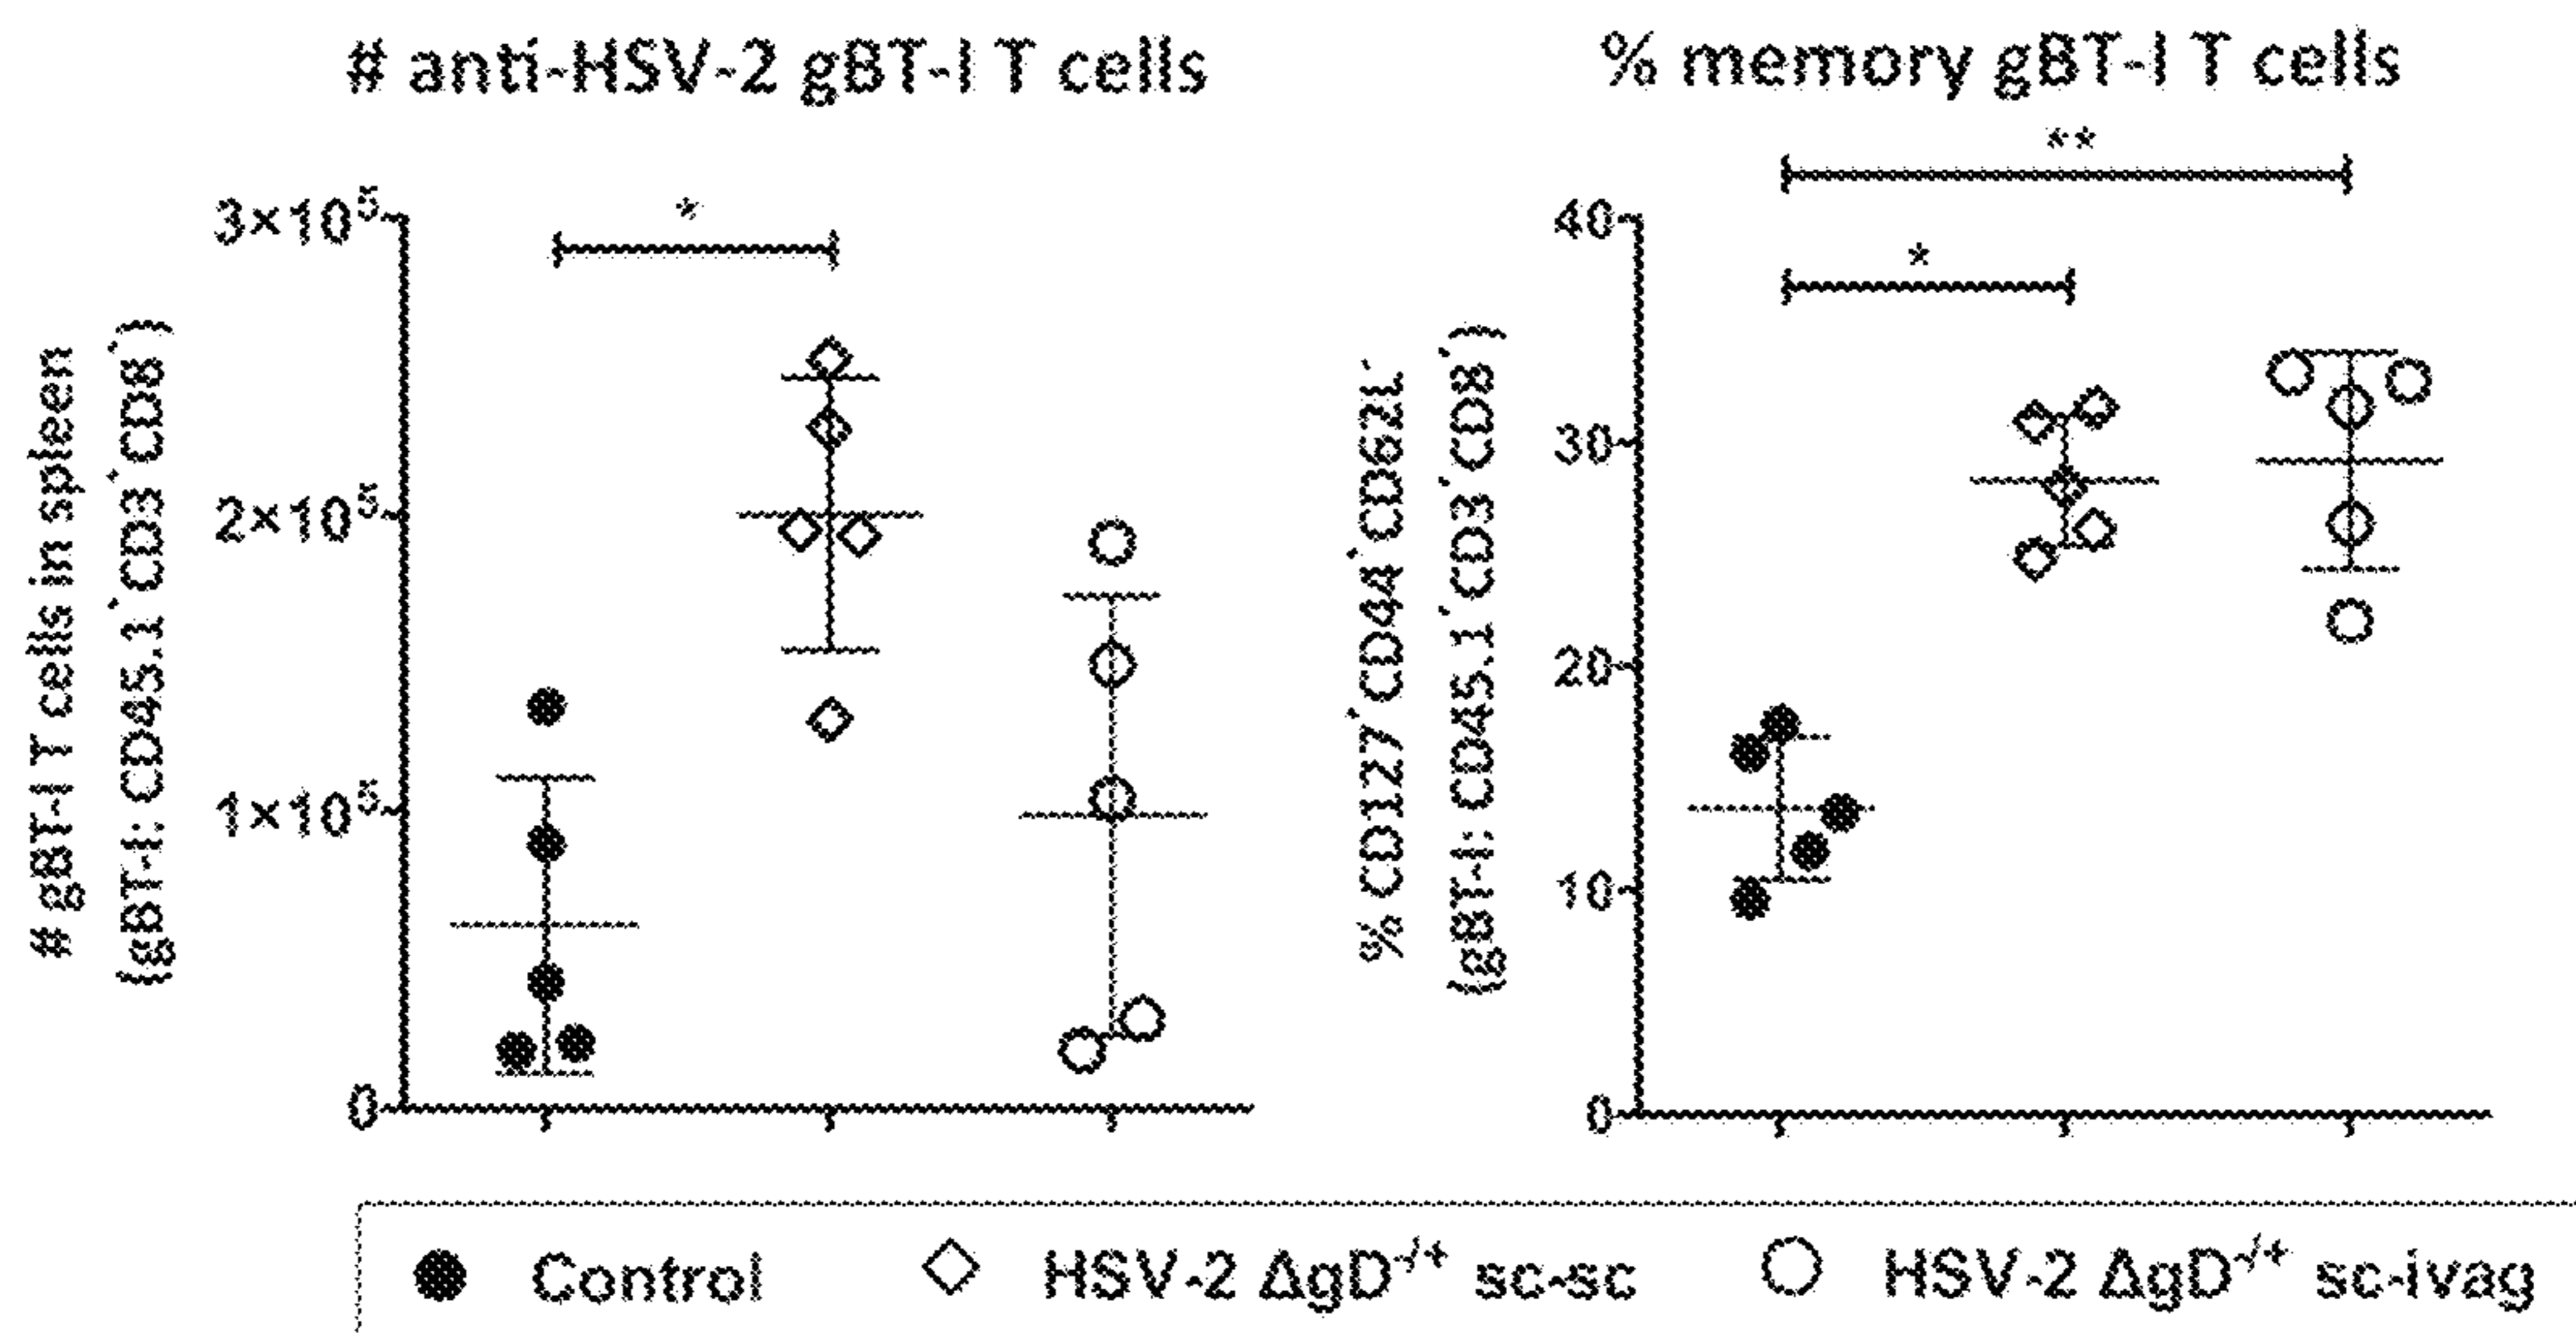 # anti-HSV-2 gBT-I T cells
# gBT-I T cells in spleen
(gBT-I: CD45.1⁺CD3⁺CD8⁺)
3×10⁵
2×10⁵
1×10⁵
0
*
% memory gBT-I T cells
% CD127⁺CD44⁺CD62L⁻
(gBT-I: CD45.1⁺CD3⁺CD8⁺)
40
30
20
10
0
**
*
Control
HSV-2 ΔgD⁻/⁺ sc-sc
HSV-2 ΔgD⁻/⁺ sc-ivag